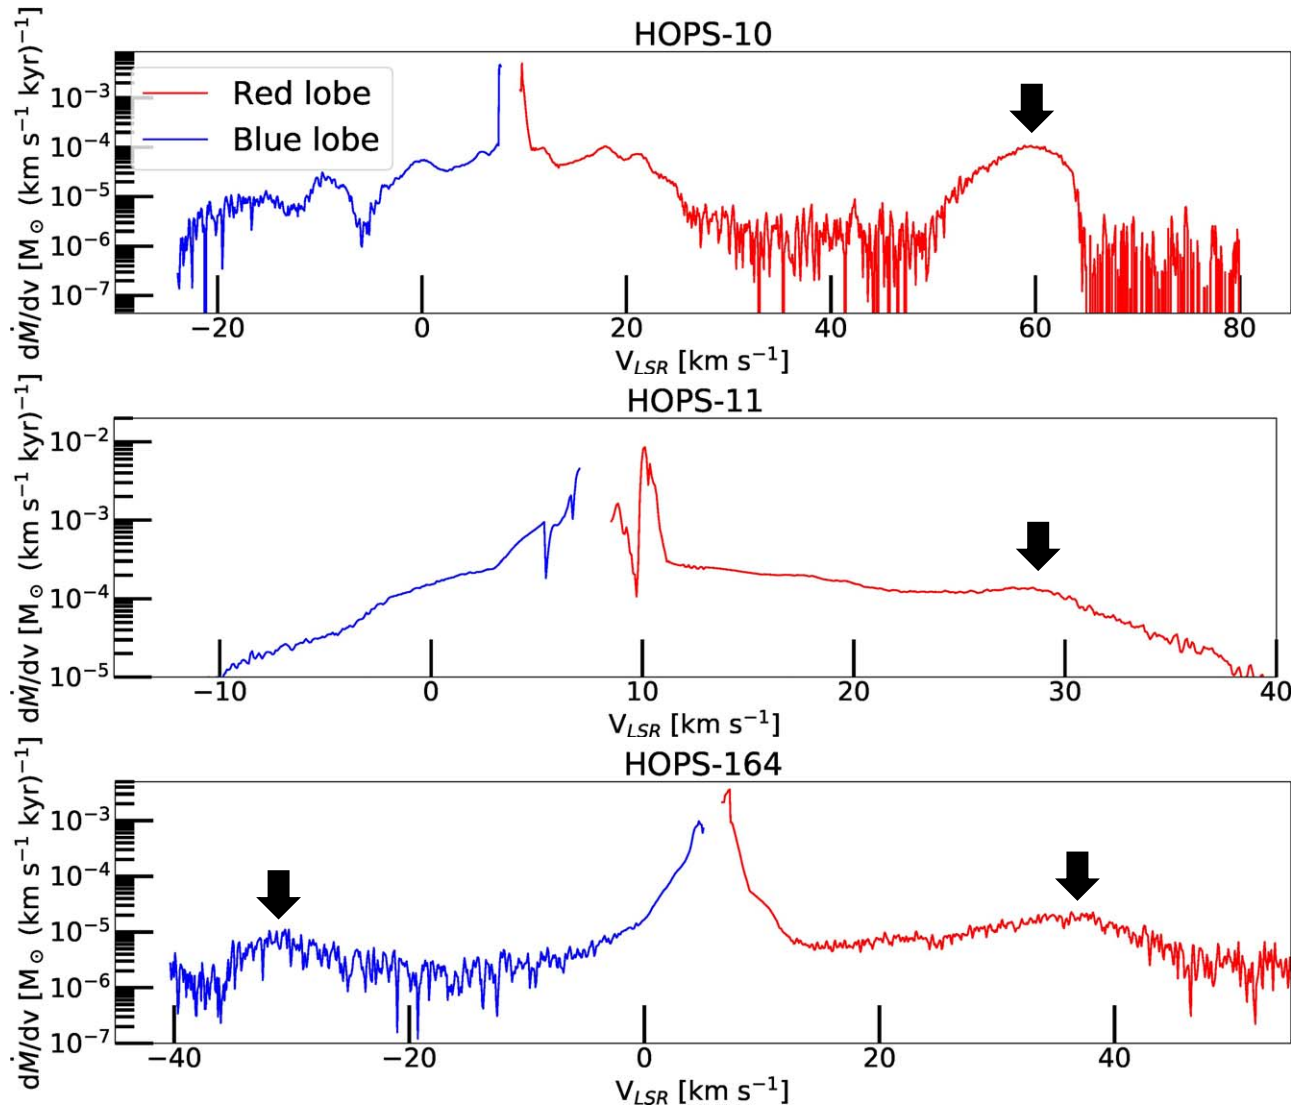 HOPS-10
dṀ/dv [M⊙ (km s⁻¹ kyr)⁻¹]
10⁻³
10⁻⁴
10⁻⁵
10⁻⁶
10⁻⁷
Red lobe
Blue lobe
−20 0 20 40 60 80
V_LSR [km s⁻¹]
HOPS-11
dṀ/dv [M⊙ (km s⁻¹ kyr)⁻¹]
10⁻²
10⁻³
10⁻⁴
10⁻⁵
−10 0 10 20 30 40
V_LSR [km s⁻¹]
HOPS-164
dṀ/dv [M⊙ (km s⁻¹ kyr)⁻¹]
10⁻³
10⁻⁴
10⁻⁵
10⁻⁶
10⁻⁷
−40 −20 0 20 40
V_LSR [km s⁻¹]